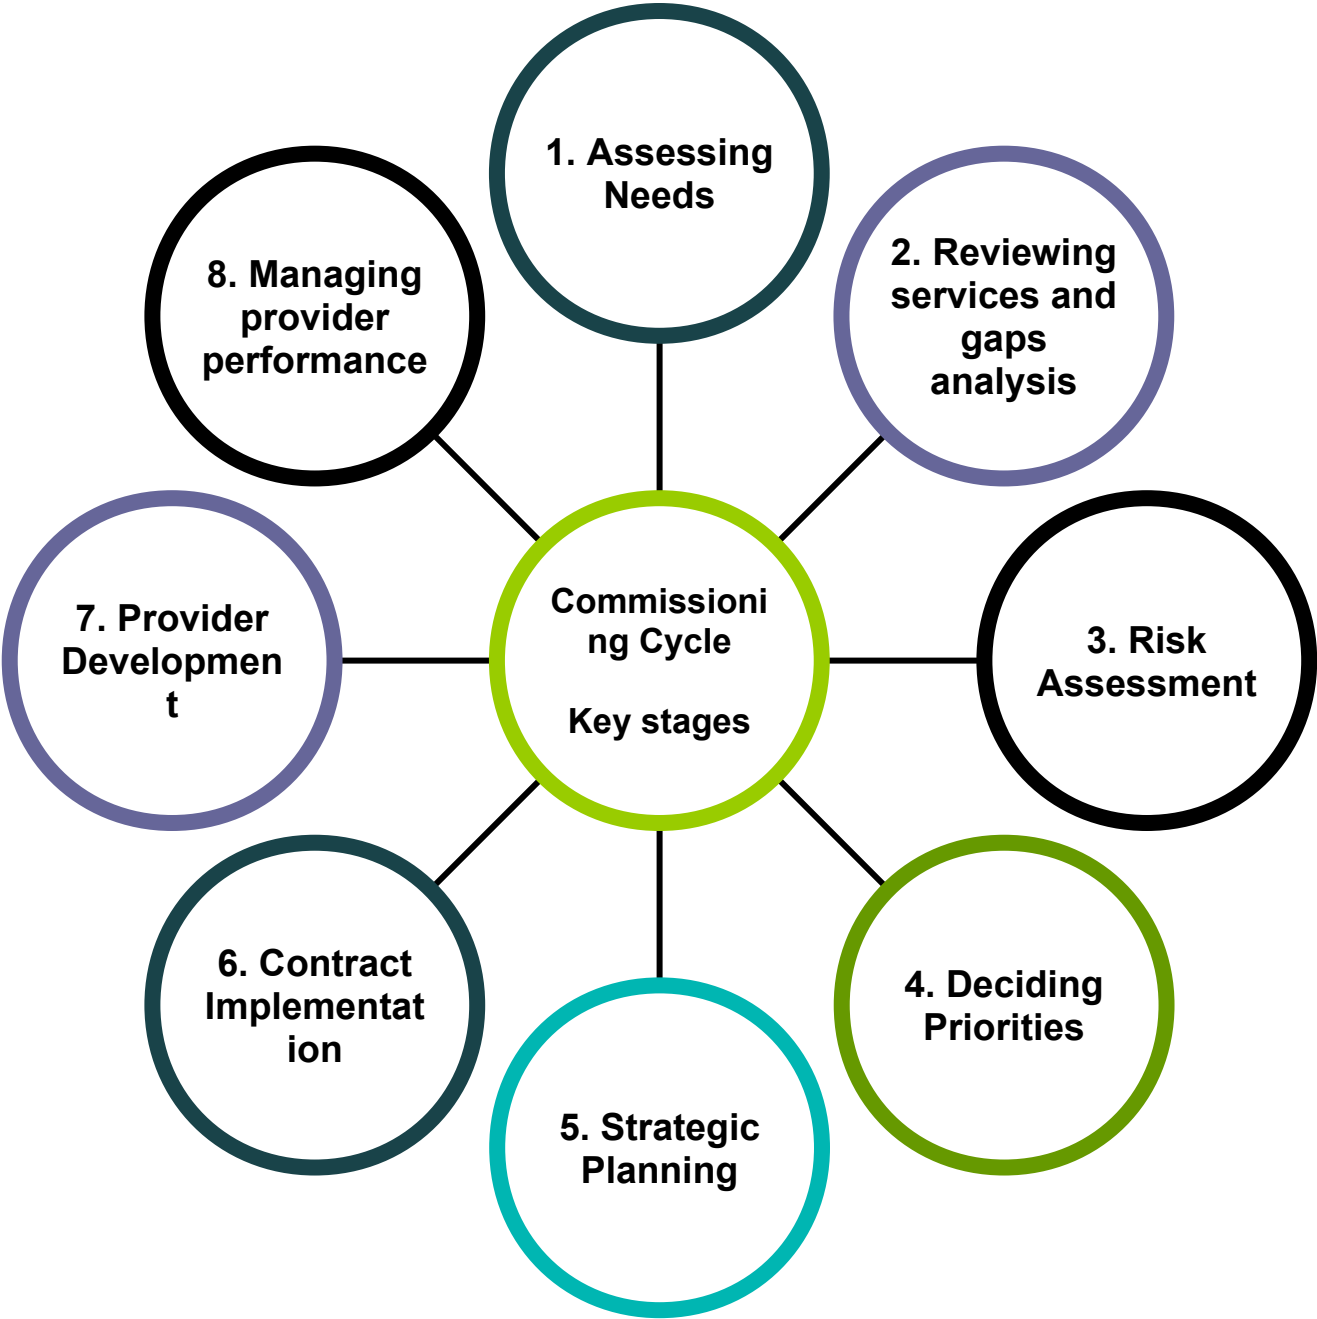 1. Assessing
Needs
2. Reviewing
services and
gaps
analysis
3. Risk
Assessment
4. Deciding
Priorities
5. Strategic
Planning
6. Contract
Implementat
ion
7. Provider
Developmen
t
8. Managing
provider
performance
Commissioni
ng Cycle
Key stages